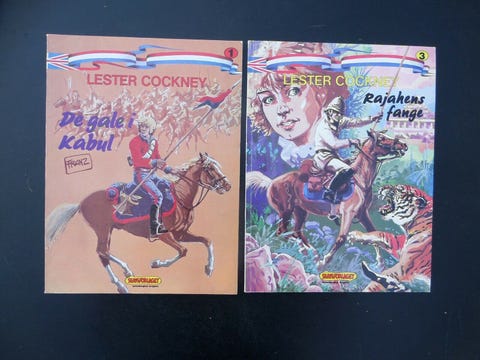 1
LESTER COCKNEY
De gale i
Kabul
FRANZ
3
LESTER COCKNEY
Rajahens
fange